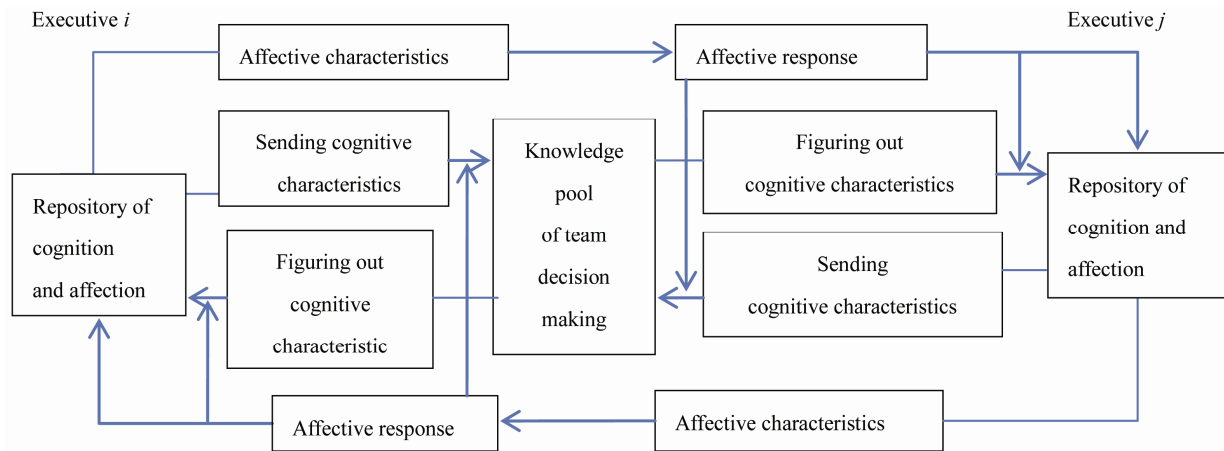 Executive i
Executive j
Affective characteristics
Affective response
Sending cognitive
characteristics
Knowledge
pool
of team
decision
making
Figuring out
cognitive characteristics
Repository of
cognition
and affection
Repository of
cognition and
affection
Figuring out
cognitive
characteristic
Sending
cognitive characteristics
Affective response
Affective characteristics